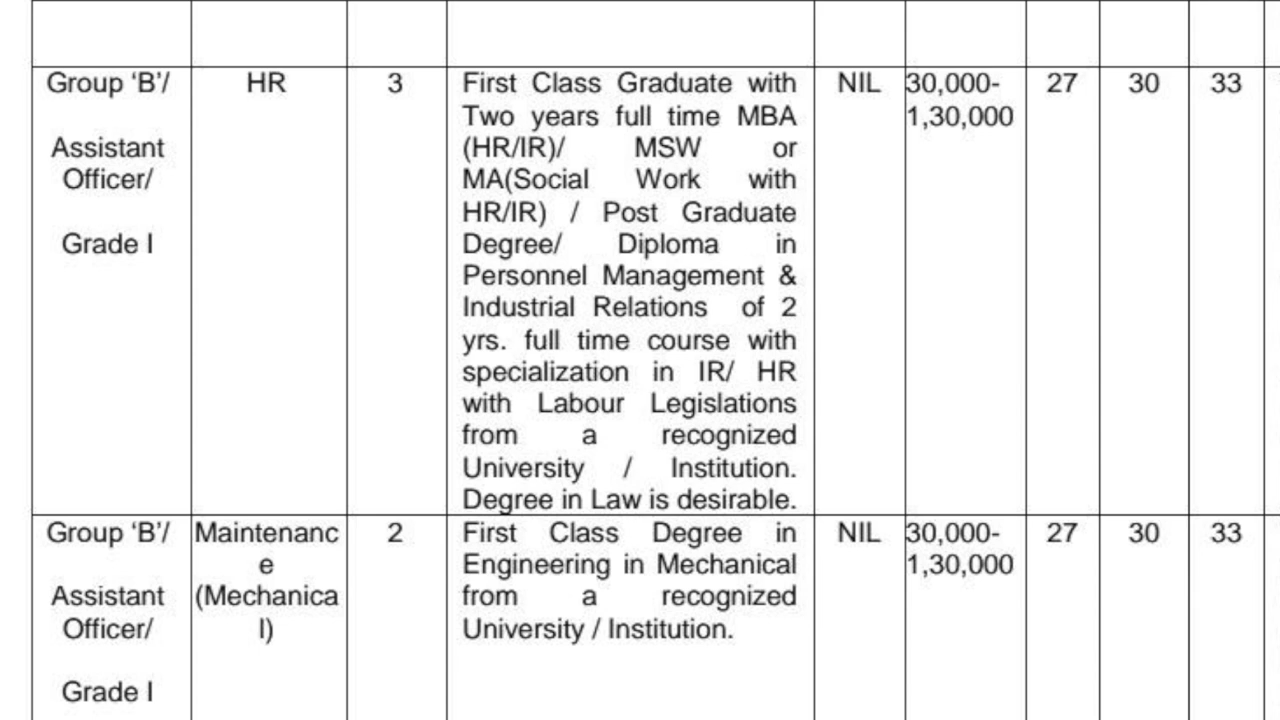 Group ‘B’/
Assistant
Officer/
Grade I
HR
3
First Class Graduate with
Two years full time MBA
(HR/IR)/ MSW or
MA(Social Work with
HR/IR) / Post Graduate
Degree/ Diploma in
Personnel Management &
Industrial Relations of 2
yrs. full time course with
specialization in IR/ HR
with Labour Legislations
from a recognized
University / Institution.
Degree in Law is desirable.
NIL
30,000-
1,30,000
27
30
33
Group ‘B’/
Assistant
Officer/
Grade I
Maintenanc
e
(Mechanica
l)
2
First Class Degree in
Engineering in Mechanical
from a recognized
University / Institution.
NIL
30,000-
1,30,000
27
30
33